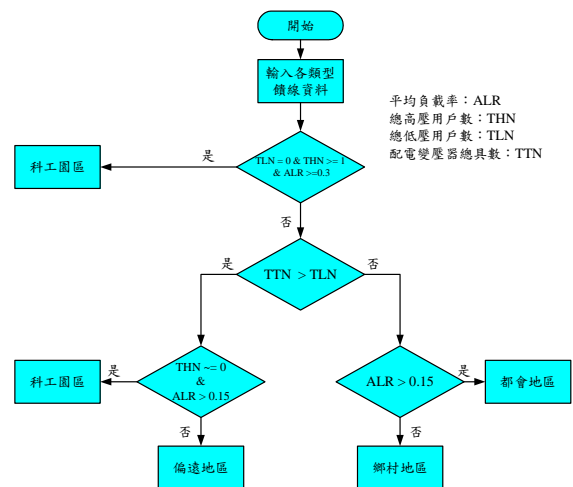 開始
輸入各類型
饋線資料
平均負載率：ALR
總高壓用戶數：THN
總低壓用戶數：TLN
配電變壓器總具數：TTN
是
科工園區
TLN = 0 & THN >= 1
& ALR >=0.3
否
是
TTN > TLN
否
科工園區
是
THN ~= 0
&
ALR > 0.15
ALR > 0.15
是
都會地區
否
否
偏遠地區
鄉村地區